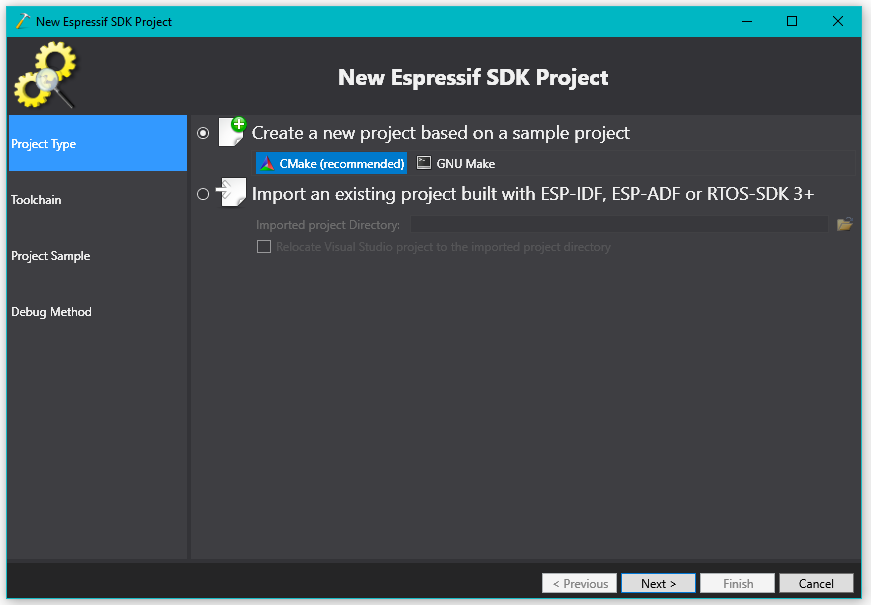 New Espressif SDK Project
New Espressif SDK Project
Project Type
Toolchain
Project Sample
Debug Method
Create a new project based on a sample project
CMake (recommended) GNU Make
Import an existing project built with ESP-IDF, ESP-ADF or RTOS-SDK 3+
Imported project Directory:
Relocate Visual Studio project to the imported project directory
< Previous Next > Finish Cancel